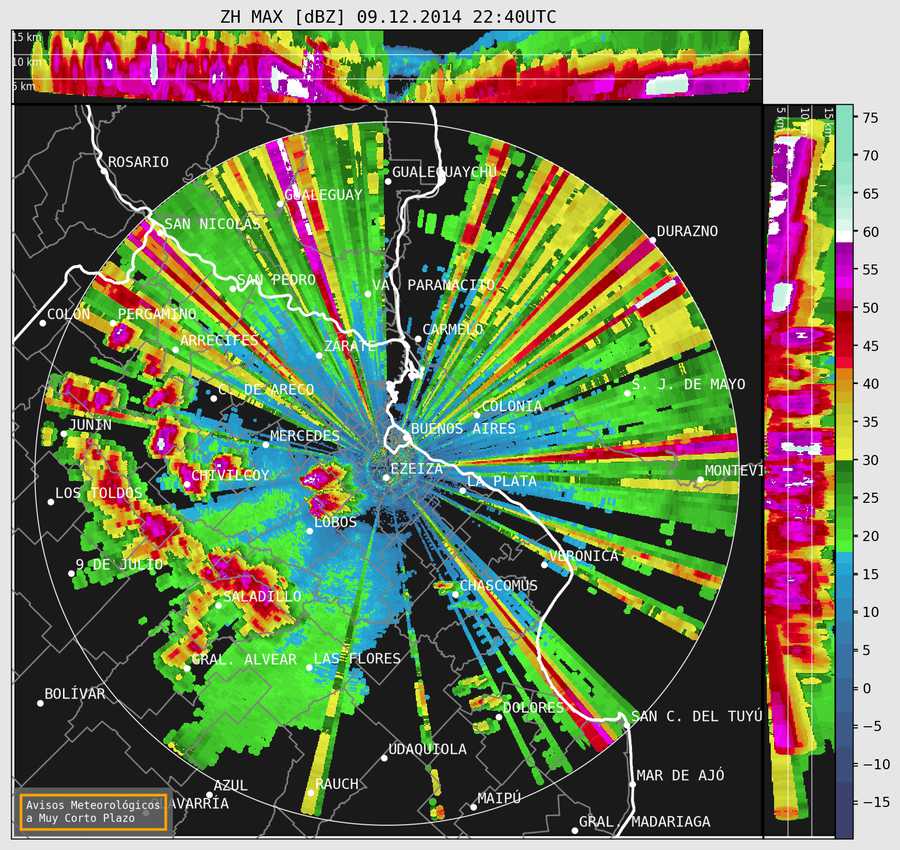 ZH MAX [dBZ] 09.12.2014 22:40UTC
15 km
10 km
5 km
5 km
10
15 km
75
70
65
60
55
50
45
40
35
30
25
20
15
10
5
0
−5
−10
−15
ROSARIO
GUALEGUAYCHÚ
GUALEGUAY
SAN NICOLÁS
DURAZNO
SAN PEDRO
VA. PARANACITO
COLÓN
PERGAMINO
CARMELO
ARRECIFES
ZÁRATE
S. J. DE MAYO
DE ARECO
COLONIA
JUNÍN
BUENOS AIRES
MERCEDES
EZEIZA
MONTEVI
CHIVILCOY
LA PLATA
LOS TOLDOS
LOBOS
VERÓNICA
9 DE JULIO
CHASCOMÚS
SALADILLO
GRAL. ALVEAR
LAS FLORES
BOLÍVAR
DOLORES
SAN C. DEL TUYÚ
UDAQUIOLA
MAR DE AJÓ
AZUL
RAUCH
MAIPÚ
AVARRÍA
GRAL. MADARIAGA
Avisos Meteorológicos
a Muy Corto Plazo